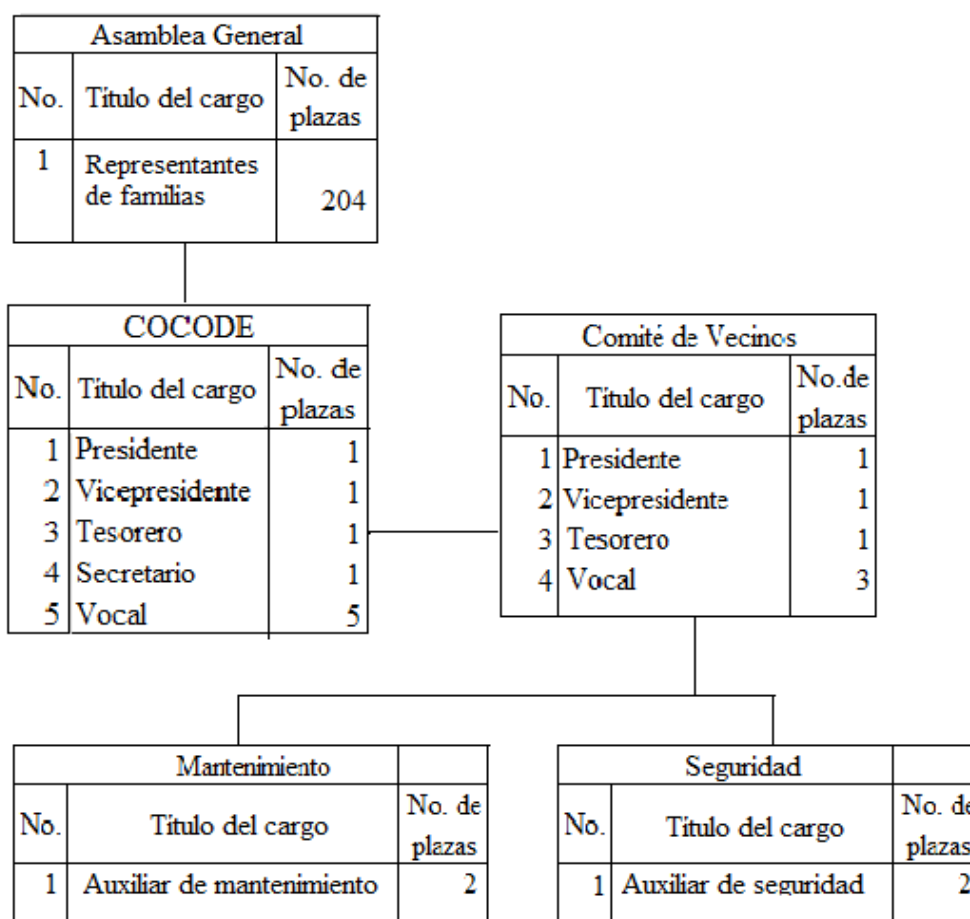 Asamblea General
No. Título del cargo No. de plazas
1 Representantes de familias 204
COCODE
No. Título del cargo No. de plazas
1 Presidente 1
2 Vicepresidente 1
3 Tesorero 1
4 Secretario 1
5 Vocal 5
Comité de Vecinos
No. Título del cargo No.de plazas
1 Presidente 1
2 Vicepresidente 1
3 Tesorero 1
4 Vocal 3
Mantenimiento
No. Título del cargo No. de plazas
1 Auxiliar de mantenimiento 2
Seguridad
No. Título del cargo No. de plazas
1 Auxiliar de seguridad 2